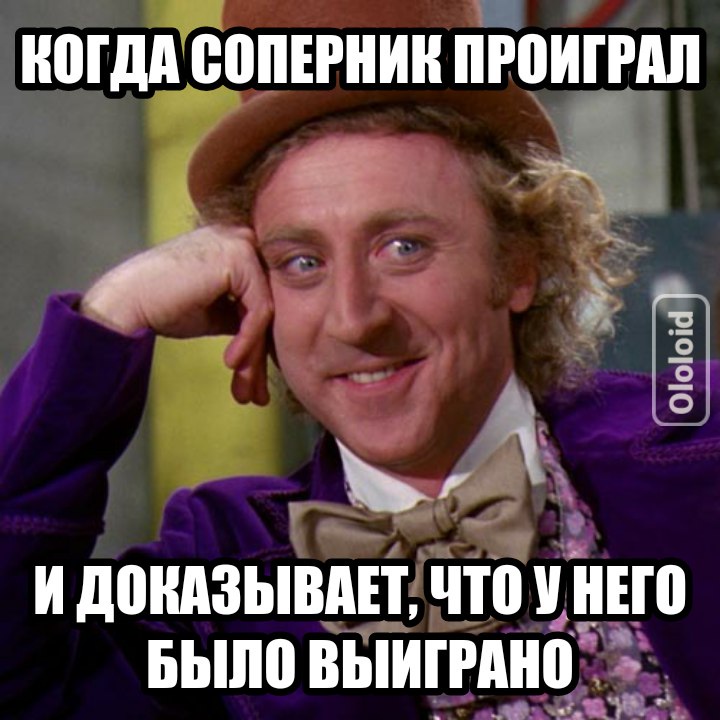 КОГДА СОПЕРНИК ПРОИГРАЛ
Ololoid
И ДОКАЗЫВАЕТ, ЧТО У НЕГО
БЫЛО ВЫИГРАНО